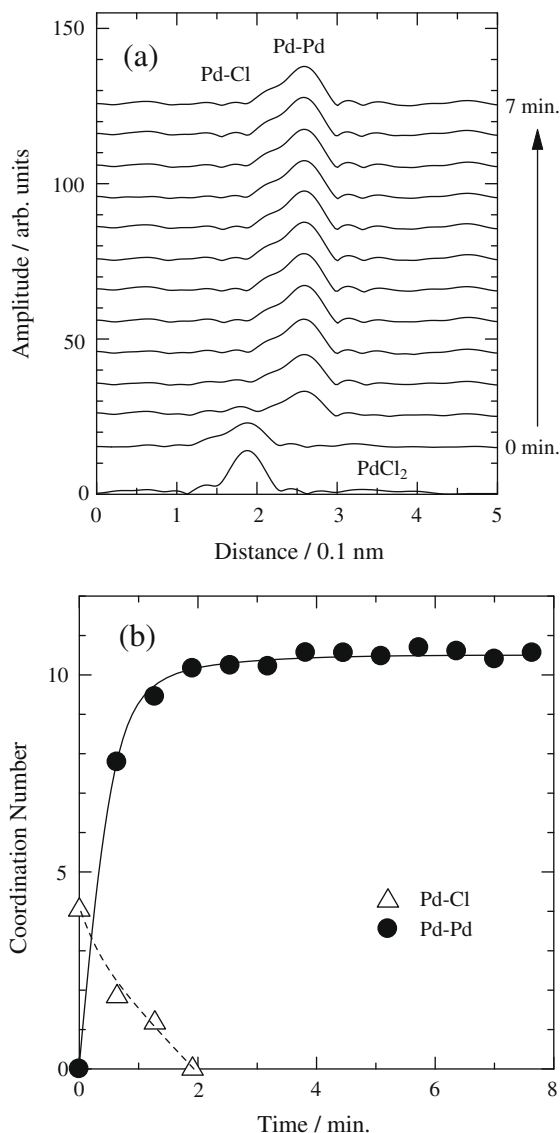 (a)
Pd-Cl
Pd-Pd
150
100
50
0
Amplitude / arb. units
7 min.
0 min.
PdCl₂
0 1 2 3 4 5
Distance / 0.1 nm
(b)
10
5
0
Coordination Number
Pd-Cl
Pd-Pd
0 2 4 6 8
Time / min.